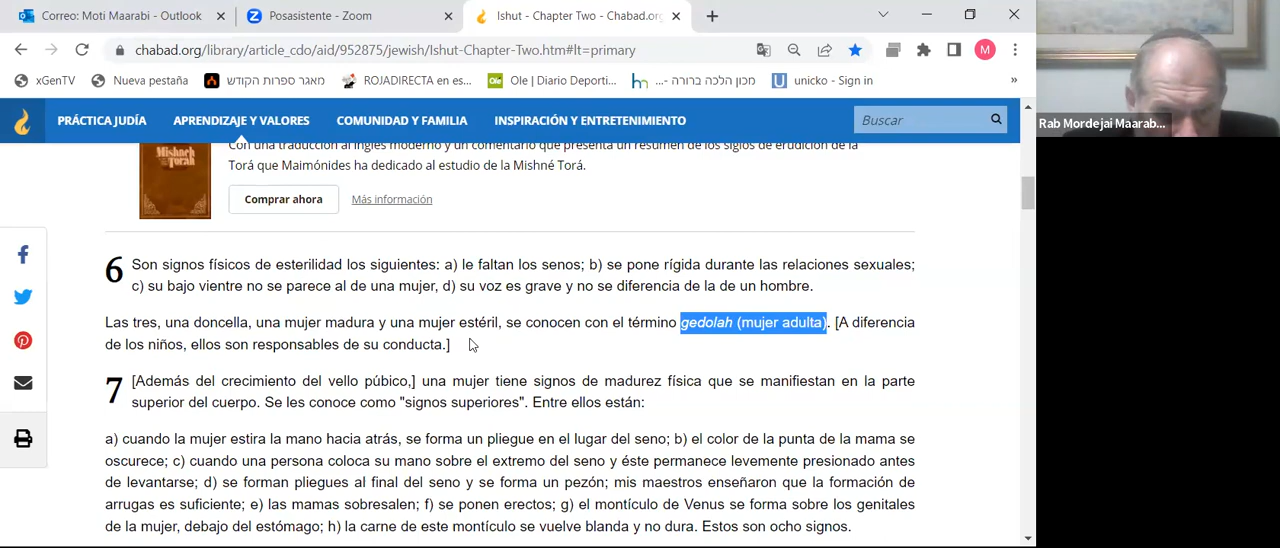 Correo: Moti Maarabi - Outlook
Posasistente - Zoom
Ishut - Chapter Two - Chabad.org
chabad.org/library/article_cdo/aid/952875/jewish/Ishut-Chapter-Two.htm#lt=primary
M
xGenTV
Nueva pestaña
מאגר ספרות הקודש
ROJADIRECTA en es...
Ole | Diario Deporti...
מכון הלכה ברורה -...
unicko - Sign in
»
PRÁCTICA JUDÍA
APRENDIZAJE Y VALORES
COMUNIDAD Y FAMILIA
INSPIRACIÓN Y ENTRETENIMIENTO
Buscar
Rab Mordejai Maarab...
Mishneh Torah
Con una traducción al inglés moderno y un comentario que presenta un resumen de los siglos de erudición de la
Torá que Maimónides ha dedicado al estudio de la Mishné Torá.
Comprar ahora
Más información
6 Son signos físicos de esterilidad los siguientes: a) le faltan los senos; b) se pone rígida durante las relaciones sexuales;
c) su bajo vientre no se parece al de una mujer, d) su voz es grave y no se diferencia de la de un hombre.
Las tres, una doncella, una mujer madura y una mujer estéril, se conocen con el término gedolah (mujer adulta). [A diferencia
de los niños, ellos son responsables de su conducta.]
7 [Además del crecimiento del vello púbico,] una mujer tiene signos de madurez física que se manifiestan en la parte
superior del cuerpo. Se les conoce como "signos superiores". Entre ellos están:
a) cuando la mujer estira la mano hacia atrás, se forma un pliegue en el lugar del seno; b) el color de la punta de la mama se
oscurece; c) cuando una persona coloca su mano sobre el extremo del seno y éste permanece levemente presionado antes
de levantarse; d) se forman pliegues al final del seno y se forma un pezón; mis maestros enseñaron que la formación de
arrugas es suficiente; e) las mamas sobresalen; f) se ponen erectos; g) el montículo de Venus se forma sobre los genitales
de la mujer, debajo del estómago; h) la carne de este montículo se vuelve blanda y no dura. Estos son ocho signos.